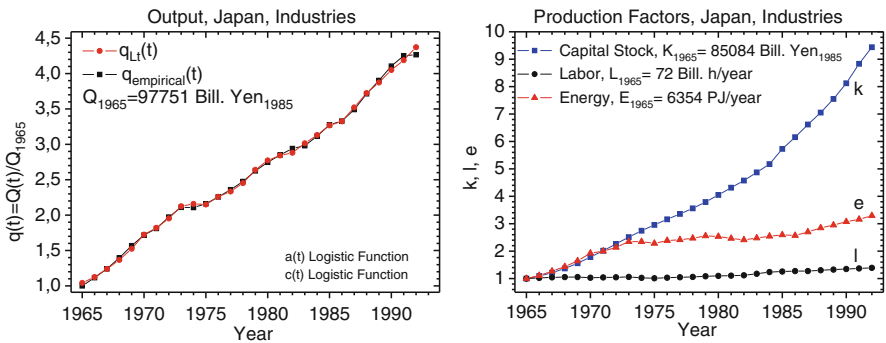 Output, Japan, Industries
4,5
4,0
3,5
3,0
2,5
2,0
1,5
1,0
q(t)=Q(t)/Q1965
qLt(t)
qempirical(t)
Q1965=97751 Bill. Yen1985
a(t) Logistic Function
c(t) Logistic Function
1965 1970 1975 1980 1985 1990
Year
Production Factors, Japan, Industries
10
9
8
7
6
5
4
3
2
1
0
k, l, e
Capital Stock, K1965= 85084 Bill. Yen1985
Labor, L1965= 72 Bill. h/year
Energy, E1965= 6354 PJ/year
k
e
l
1965 1970 1975 1980 1985 1990
Year